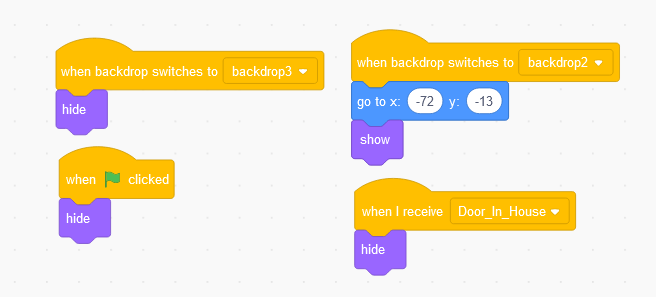 when backdrop switches to backdrop3
hide
when clicked
hide
when backdrop switches to backdrop2
go to x: -72 y: -13
show
when I receive Door_In_House
hide